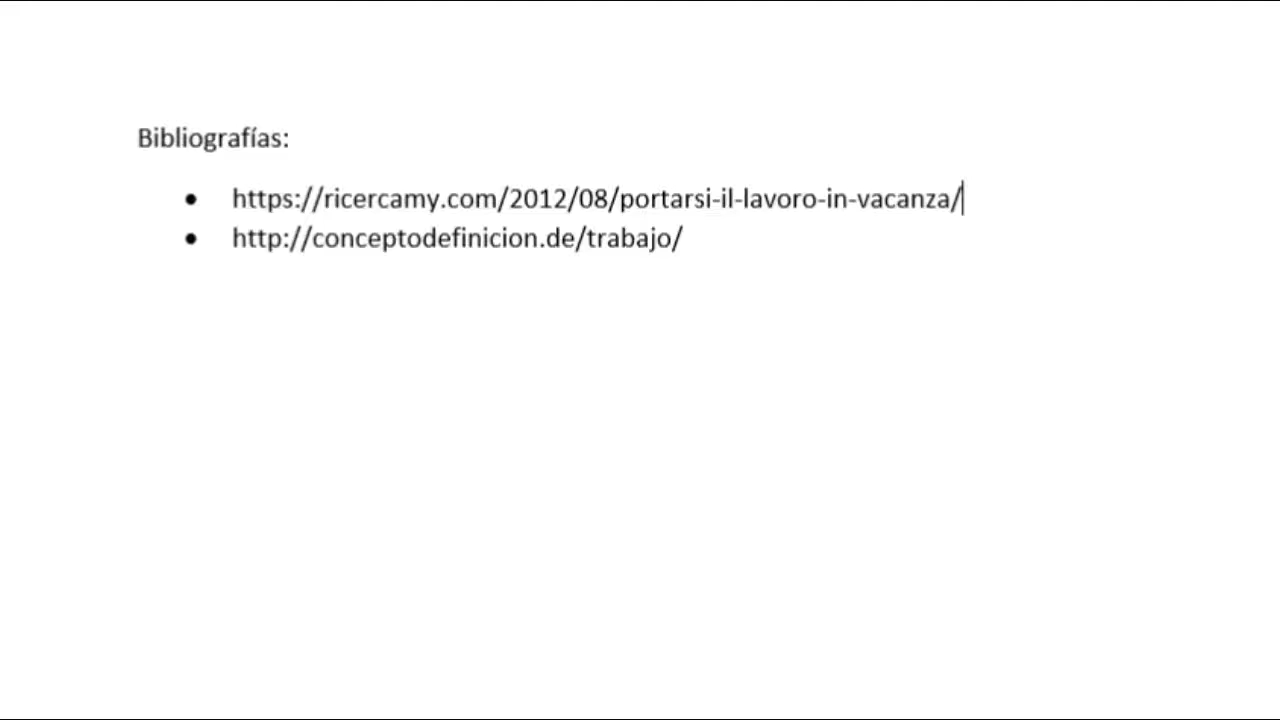 Bibliografías:
• https://ricercamy.com/2012/08/portarsi-il-lavoro-in-vacanza/
• http://conceptodefinicion.de/trabajo/